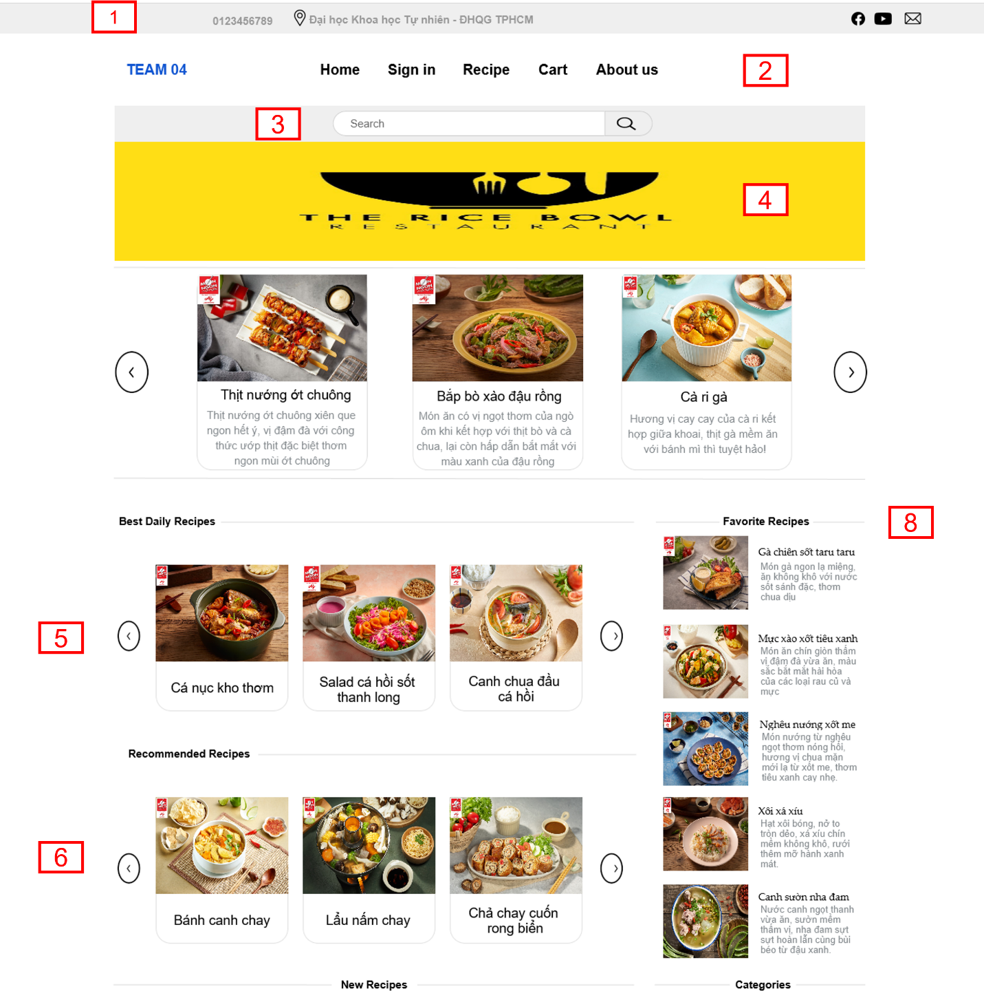 1
0123456789
Đại học Khoa học Tự nhiên - ĐHQG TPHCM
TEAM 04
Home
Sign in
Recipe
Cart
About us
2
3
Search
THE RICE BOWL
RESTAURANT
4
MÓN
NGON
Thịt nướng ớt chuông
Thịt nướng ớt chuông xiên que
ngon hết ý, vị đậm đà với công
thức ướp thịt đặc biệt thơm
ngon mùi ớt chuông
MÓN
NGON
Bắp bò xào đậu rồng
Món ăn có vị ngọt thơm của ngò
ôm khi kết hợp với thịt bò và cà
chua, lại còn hấp dẫn bắt mắt với
màu xanh của đậu rồng
Cà ri gà
Hương vị cay cay của cà ri kết
hợp giữa khoai, thịt gà mềm ăn
với bánh mì thì tuyệt hảo!
Best Daily Recipes
5
Cá nục kho thơm
Salad cá hồi sốt
thanh long
Canh chua đầu
cá hồi
Recommended Recipes
6
Bánh canh chay
Lẩu nấm chay
Chả chay cuốn
rong biển
New Recipes
Favorite Recipes
8
Gà chiên sốt taru taru
Món gà ngon lạ miệng,
ăn không khô với nước
sốt sánh đặc, thơm
chua dịu
Mực xào xốt tiêu xanh
Món ăn chín giòn thấm
vị đậm đà vừa ăn, màu
sắc bắt mắt hài hòa
của các loại rau củ và
mực
Nghêu nướng xốt me
Món nướng từ nghêu
ngọt thơm nóng hổi,
hương vị chua mặn
mới lạ từ xốt me, thơm
tiêu xanh cay nhẹ.
Xôi xá xíu
Hạt xôi bóng, nở to
tròn dẻo, xá xíu chín
mềm không khô, rưới
thêm mỡ hành xanh
mát.
Canh sườn nha đam
Nước canh ngọt thanh
vừa ăn, sườn mềm
thấm vị, nha đam sựt
sựt hoàn lẫn cùng bùi
béo từ đậu xanh.
Categories